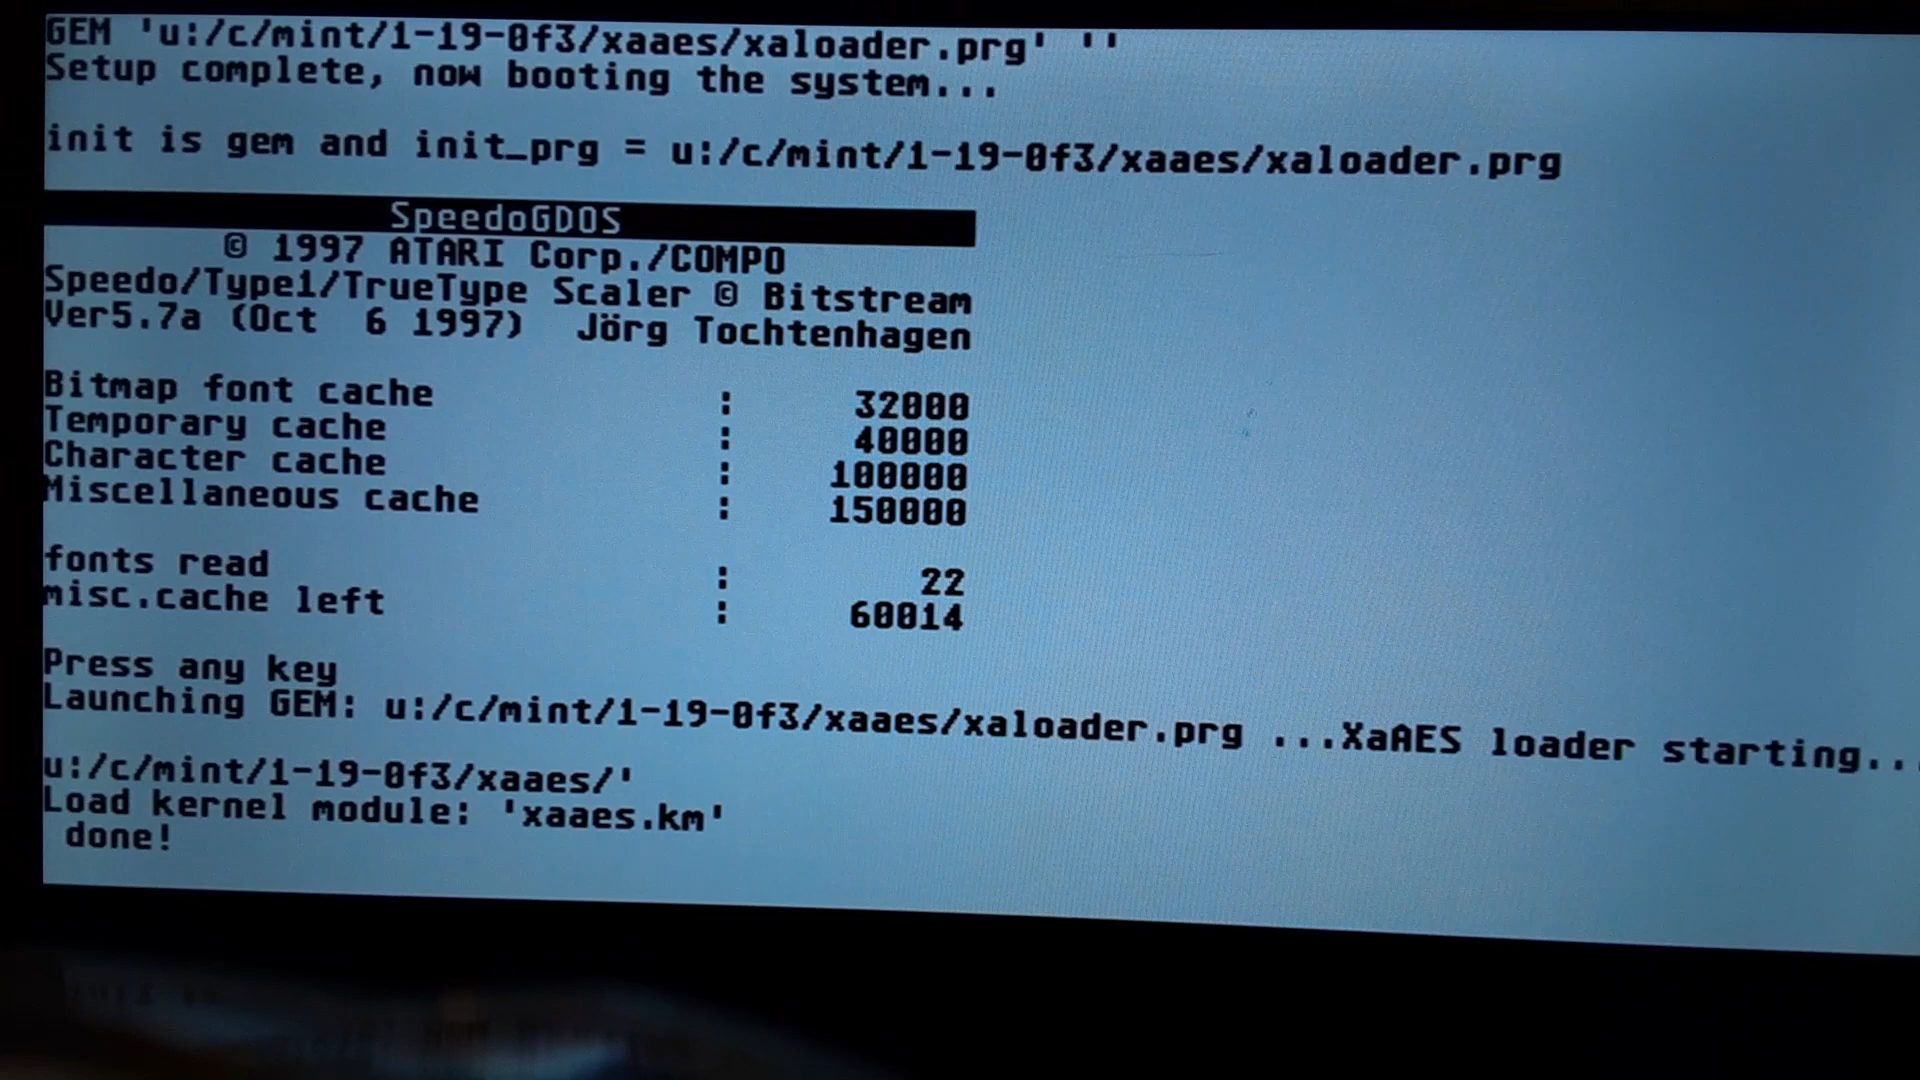 GEM 'u:/c/mint/1-19-0f3/xaaes/xaloader.prg' ''
Setup complete, now booting the system...
init is gem and init_prg = u:/c/mint/1-19-0f3/xaaes/xaloader.prg
SpeedoGDOS
© 1997 ATARI Corp./COMPO
Speedo/Type1/TrueType Scaler © Bitstream
Ver5.7a (Oct  6 1997)  Jörg Tochtenhagen
Bitmap font cache : 32000
Temporary cache : 40000
Character cache : 100000
Miscellaneous cache : 150000
fonts read : 22
misc.cache left : 60014
Press any key
Launching GEM: u:/c/mint/1-19-0f3/xaaes/xaloader.prg ...XaAES loader starting...
u:/c/mint/1-19-0f3/xaaes/'
Load kernel module: 'xaaes.km'
done!